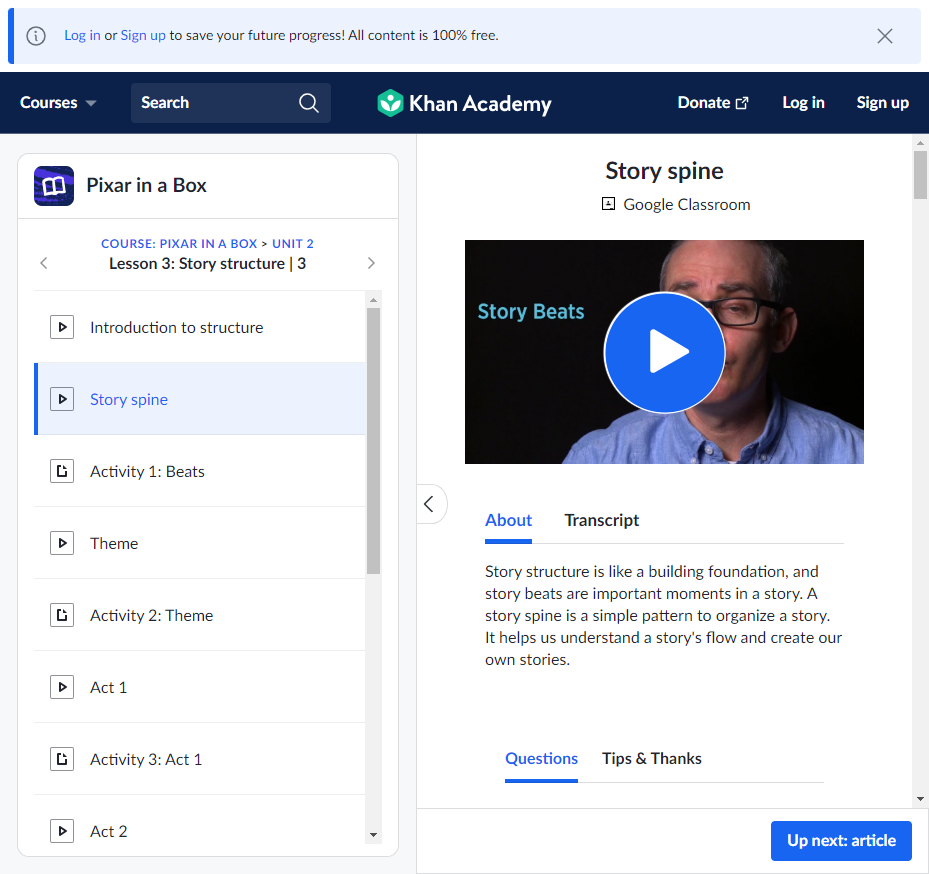 Log in or Sign up to save your future progress! All content is 100% free.
Courses
Search
Khan Academy
Donate
Log in
Sign up
Pixar in a Box
COURSE: PIXAR IN A BOX > UNIT 2
Lesson 3: Story structure | 3
Introduction to structure
Story spine
Activity 1: Beats
Theme
Activity 2: Theme
Act 1
Activity 3: Act 1
Act 2
Story spine
Google Classroom
Story Beats
About
Transcript
Story structure is like a building foundation, and
story beats are important moments in a story. A
story spine is a simple pattern to organize a story.
It helps us understand a story's flow and create our
own stories.
Questions
Tips & Thanks
Up next: article